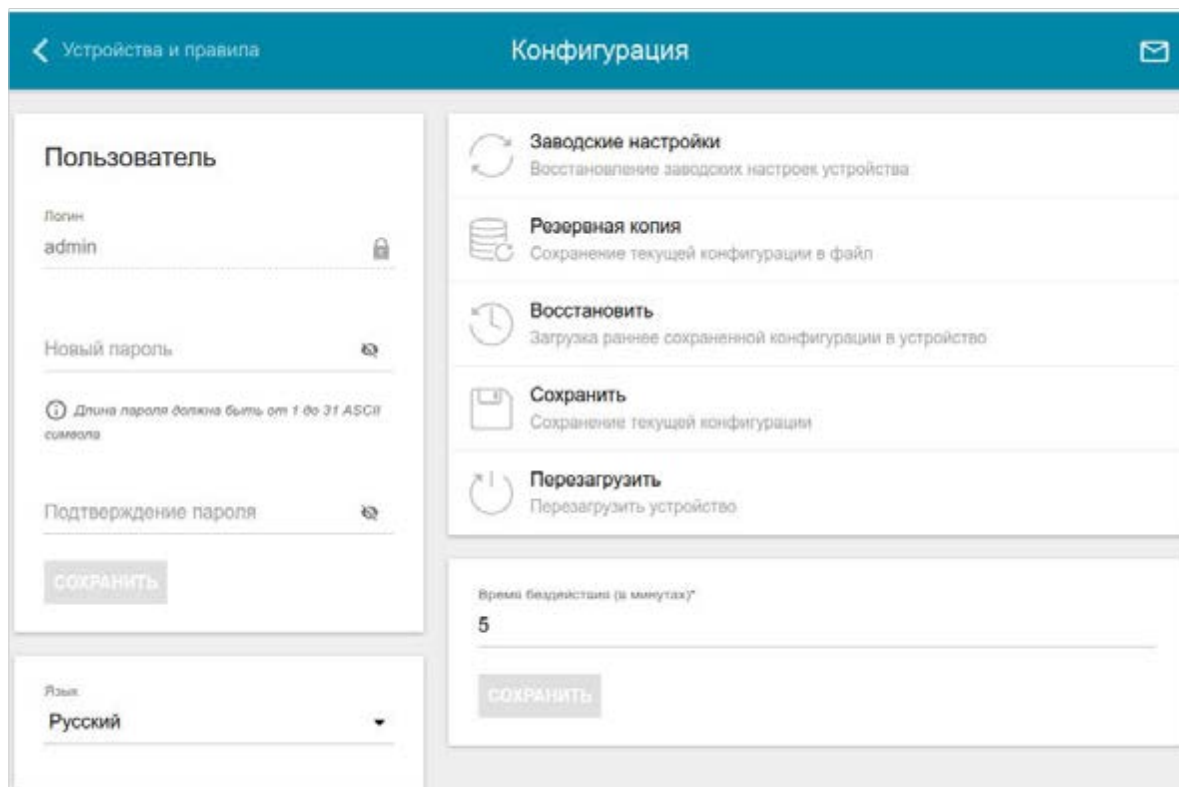 Устройства и правила
Конфигурация
Пользователь
Логин
admin
Новый пароль
Длина пароля должна быть от 1 до 31 ASCII
символа
Подтверждение пароля
СОХРАНИТЬ
Язык
Русский
Заводские настройки
Восстановление заводских настроек устройства
Резервная копия
Сохранение текущей конфигурации в файл
Восстановить
Загрузка раннее сохраненной конфигурации в устройство
Сохранить
Сохранение текущей конфигурации
Перезагрузить
Перезагрузить устройство
Время бездействия (в минутах)*
5
СОХРАНИТЬ